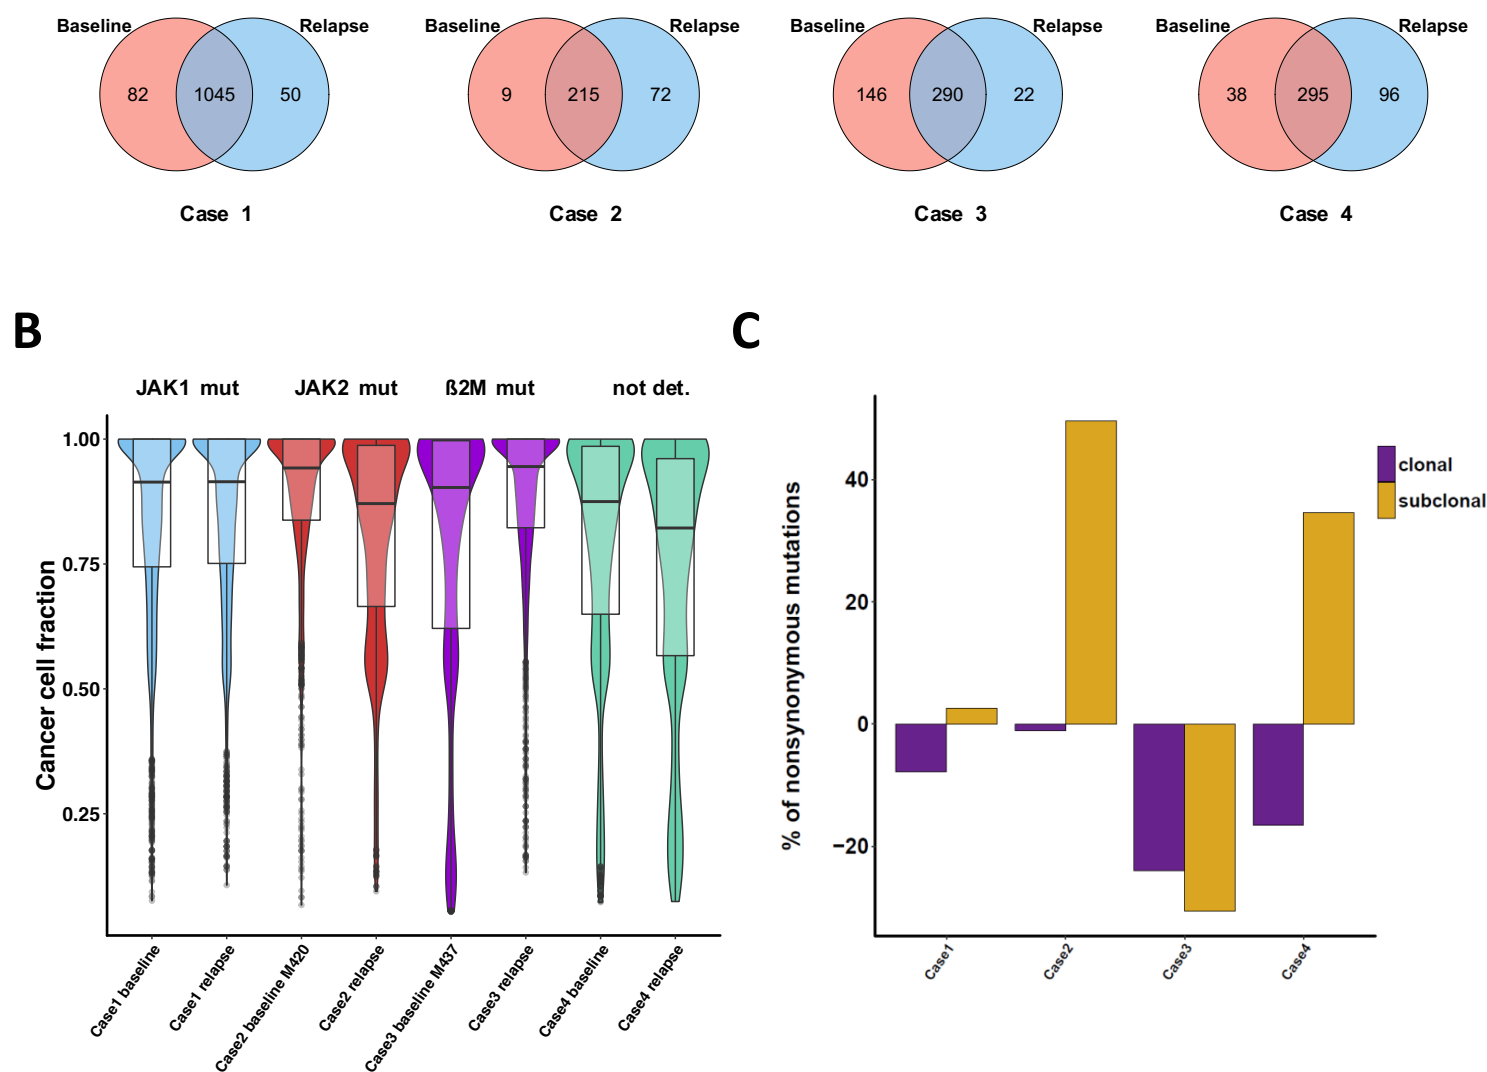 Baseline Relapse Baseline Relapse Baseline Relapse Baseline Relapse
82 1045 50 9 215 72 146 290 22 38 295 96
Case 1 Case 2 Case 3 Case 4
B
JAK1 mut JAK2 mut ß2M mut not det.
Cancer cell fraction
1.00
0.75
0.50
0.25
Case1 baseline
Case1 relapse
Case2 baseline M420
Case2 relapse
Case3 baseline M437
Case3 relapse
Case4 baseline
Case4 relapse
C
% of nonsynonymous mutations
40
20
0
−20
Case1
Case2
Case3
Case4
clonal
subclonal